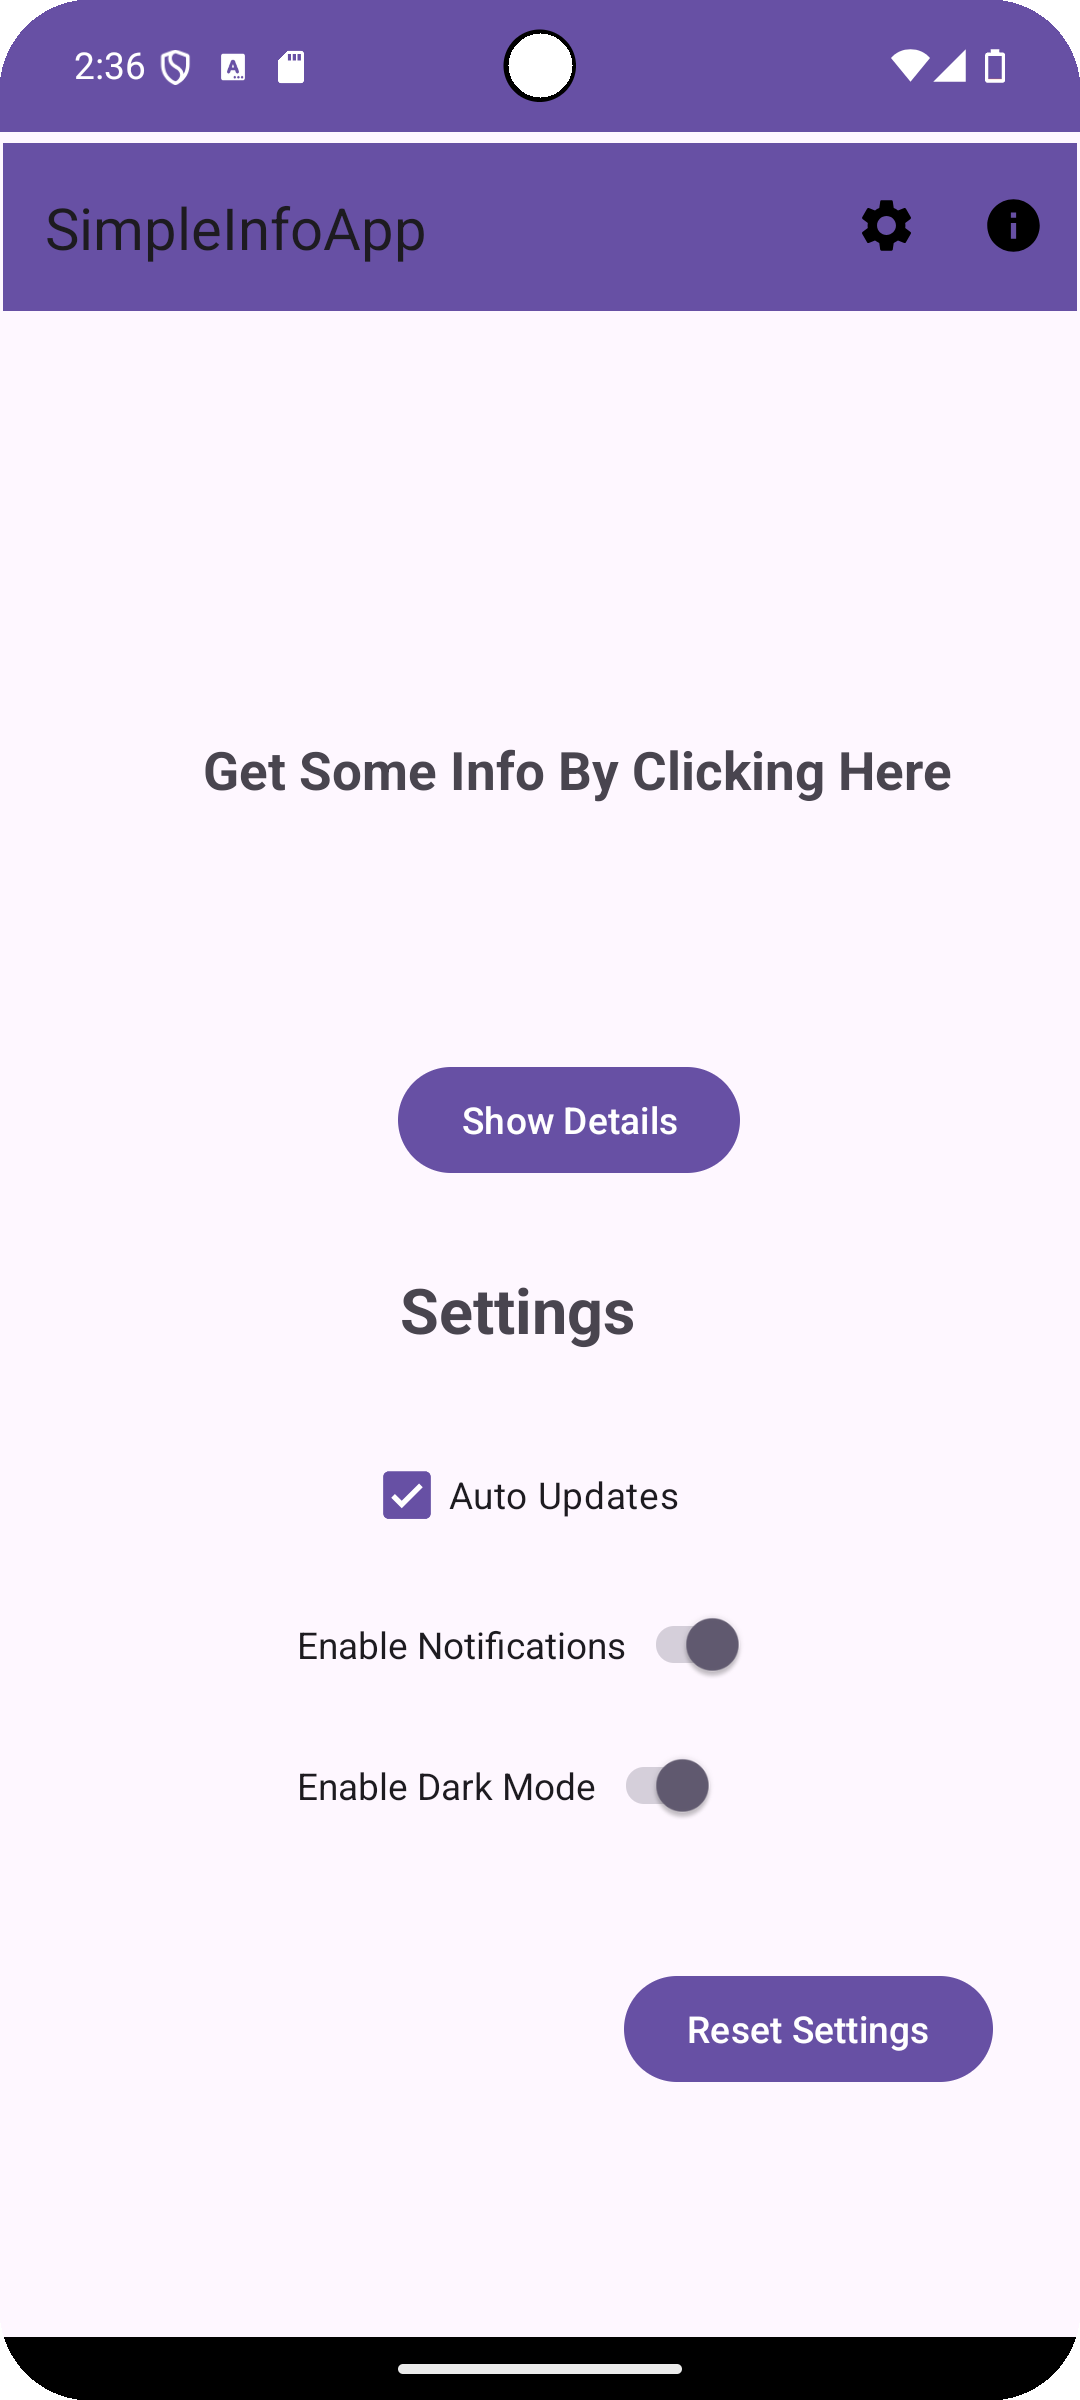 2:36
SimpleInfoApp
Get Some Info By Clicking Here
Show Details
Settings
Auto Updates
Enable Notifications
Enable Dark Mode
Reset Settings